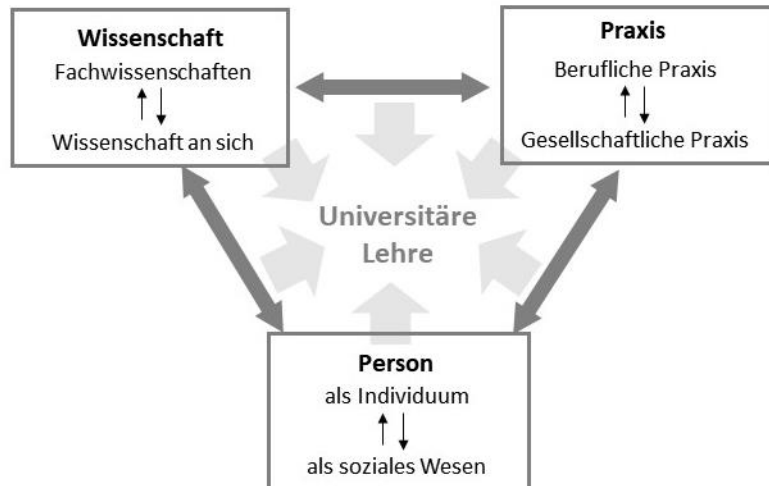 Wissenschaft
Fachwissenschaften
Wissenschaft an sich
Praxis
Berufliche Praxis
Gesellschaftliche Praxis
Universitäre
Lehre
Person
als Individuum
als soziales Wesen